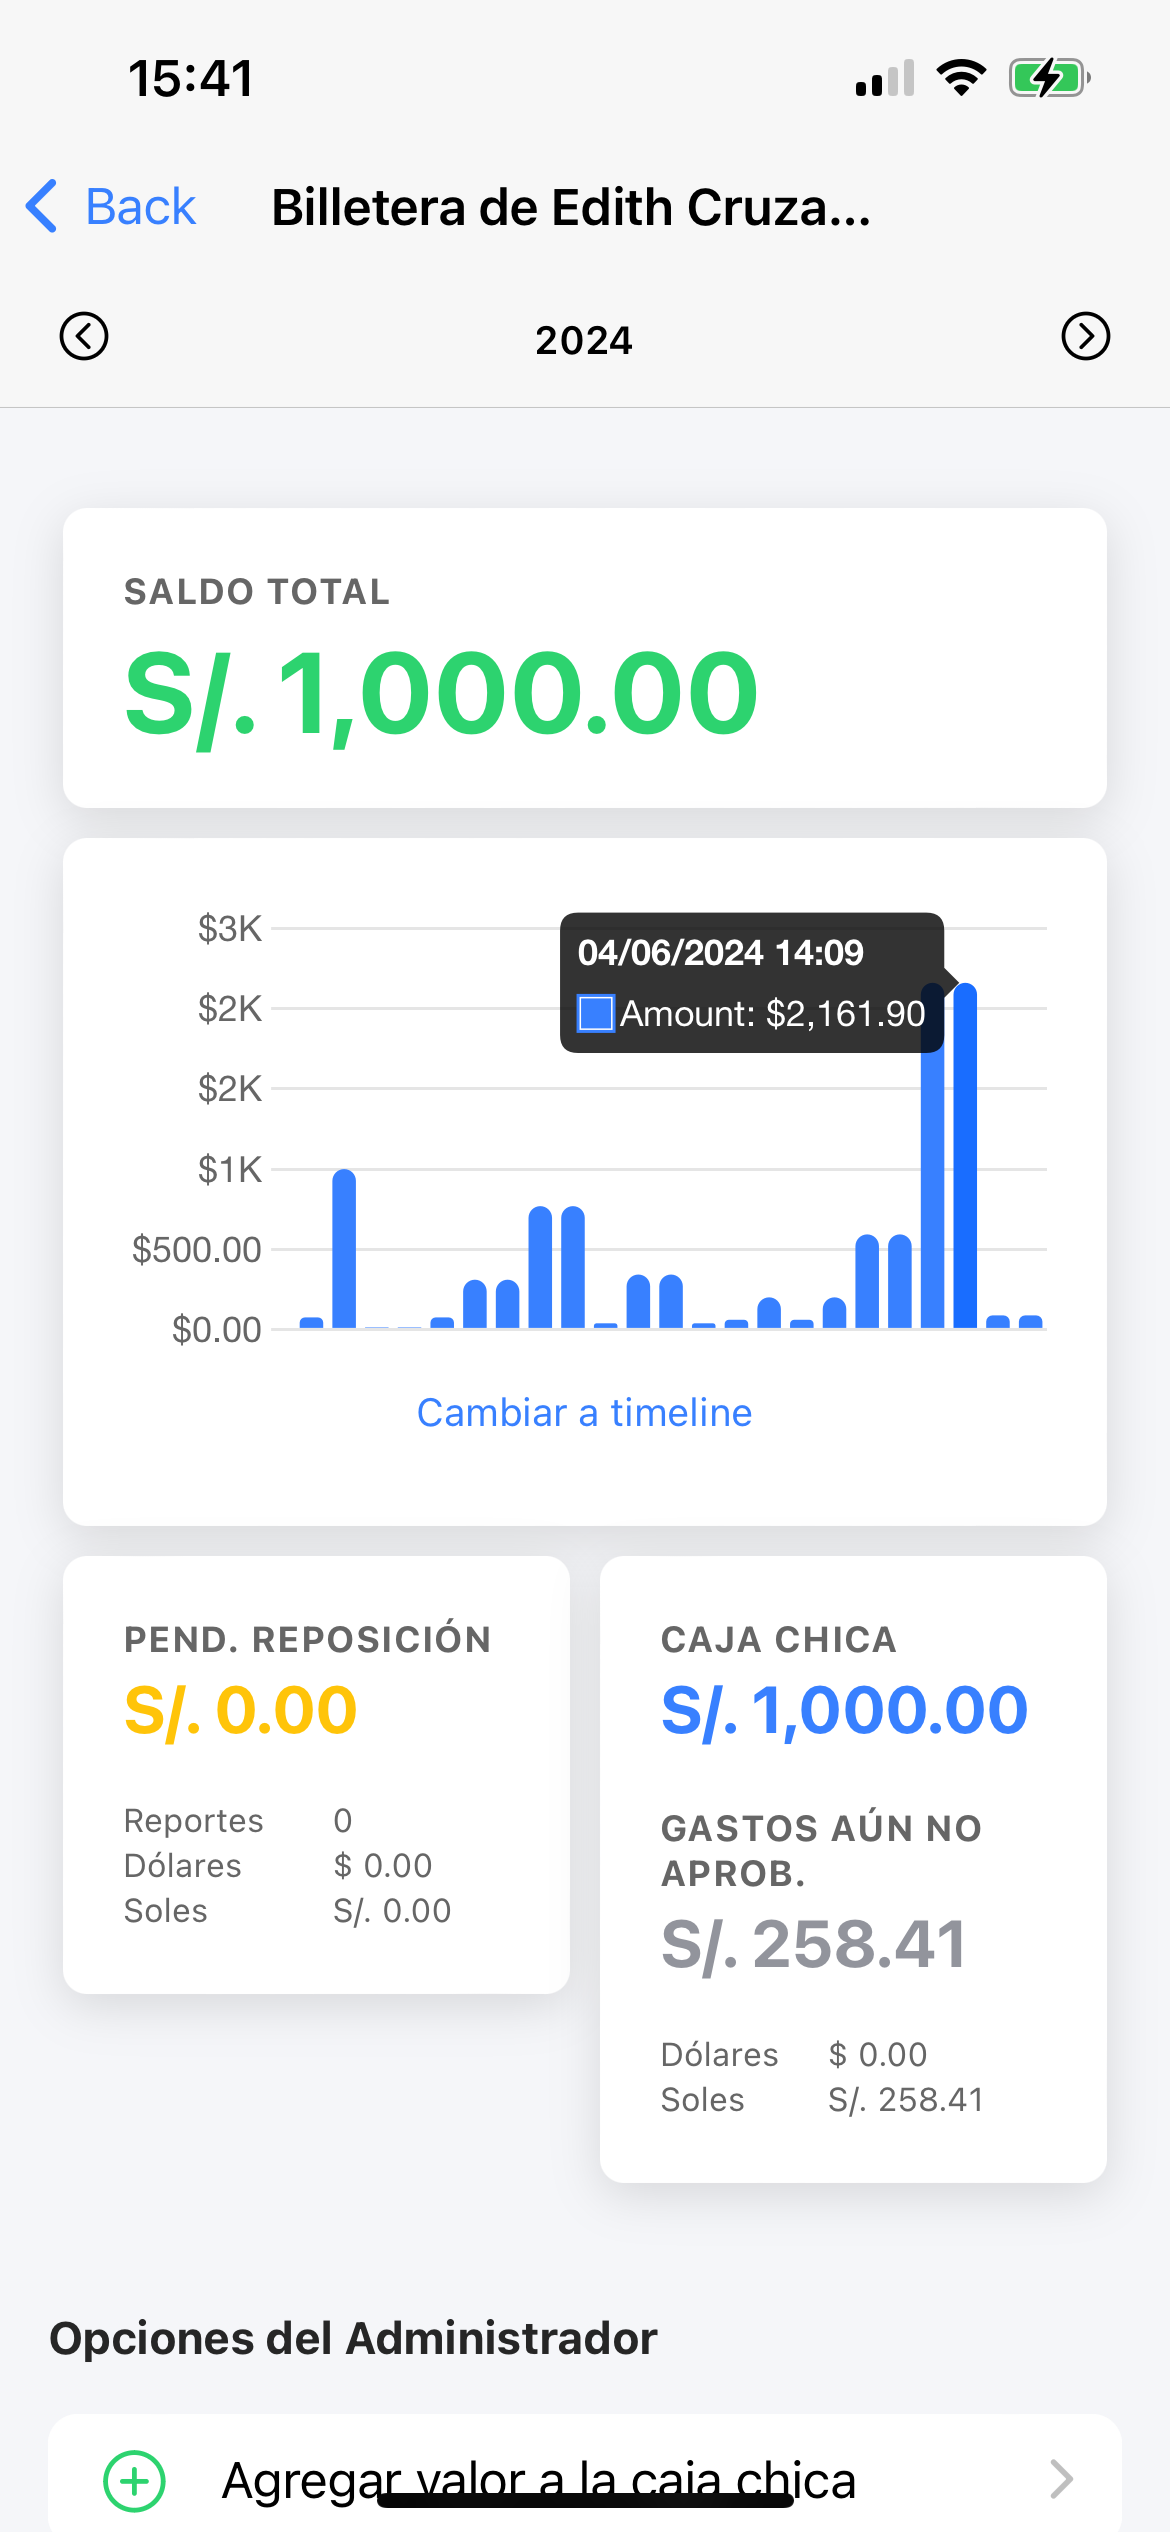 15:41
Back
Billetera de Edith Cruza...
2024
SALDO TOTAL
S/. 1,000.00
$3K
04/06/2024 14:09
$2K
Amount: $2,161.90
$2K
$1K
$500.00
$0.00
Cambiar a timeline
PEND. REPOSICIÓN
S/. 0.00
Reportes 0
Dólares $ 0.00
Soles S/. 0.00
CAJA CHICA
S/. 1,000.00
GASTOS AÚN NO
APROB.
S/. 258.41
Dólares $ 0.00
Soles S/. 258.41
Opciones del Administrador
Agregar valor a la caja chica